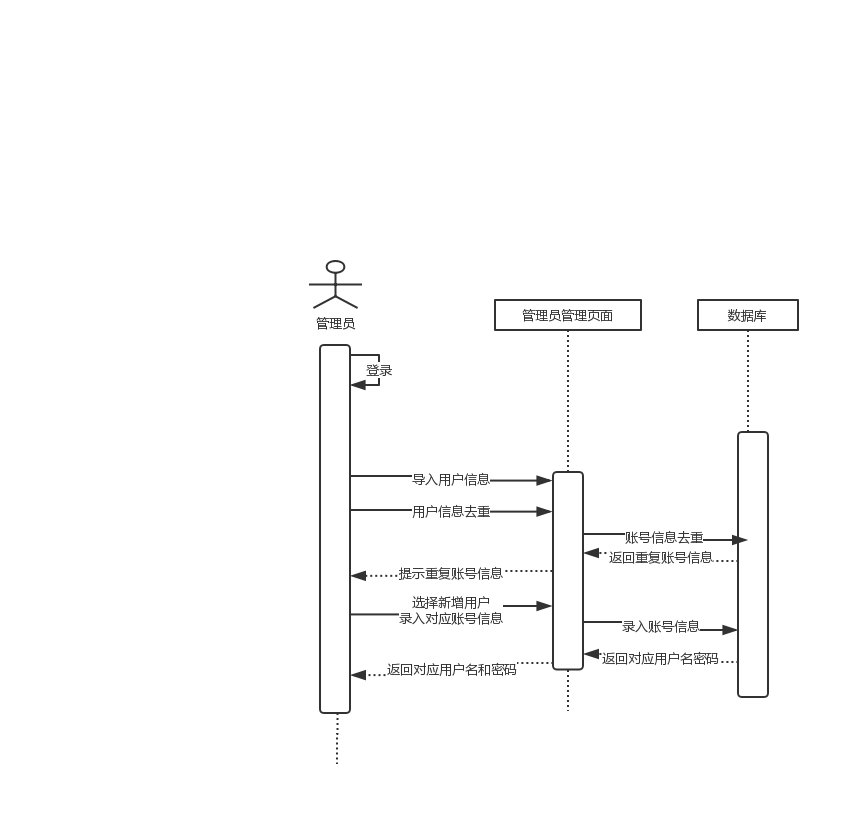 管理员
管理员管理页面
数据库
登录
导入用户信息
用户信息去重
账号信息去重
返回重复账号信息
提示重复账号信息
选择新增用户
录入对应账号信息
录入账号信息
返回对应用户名密码
返回对应用户名和密码